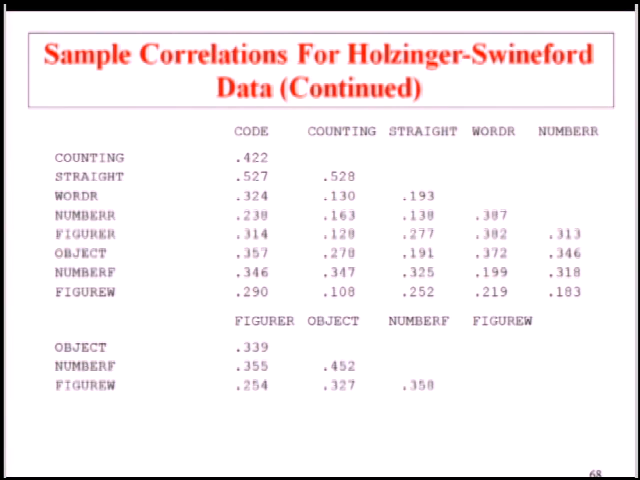 Sample Correlations For Holzinger-Swineford
Data (Continued)
CODE COUNTING STRAIGHT WORDR NUMBERR
COUNTING .422
STRAIGHT .527 .528
WORDR .324 .130 .193
NUMBERR .238 .163 .138 .387
FIGURER .314 .128 .277 .382 .313
OBJECT .357 .278 .191 .372 .346
NUMBERF .346 .347 .325 .199 .318
FIGUREW .290 .108 .252 .219 .183
FIGURER OBJECT NUMBERF FIGUREW
OBJECT .339
NUMBERF .355 .452
FIGUREW .254 .327 .358
68